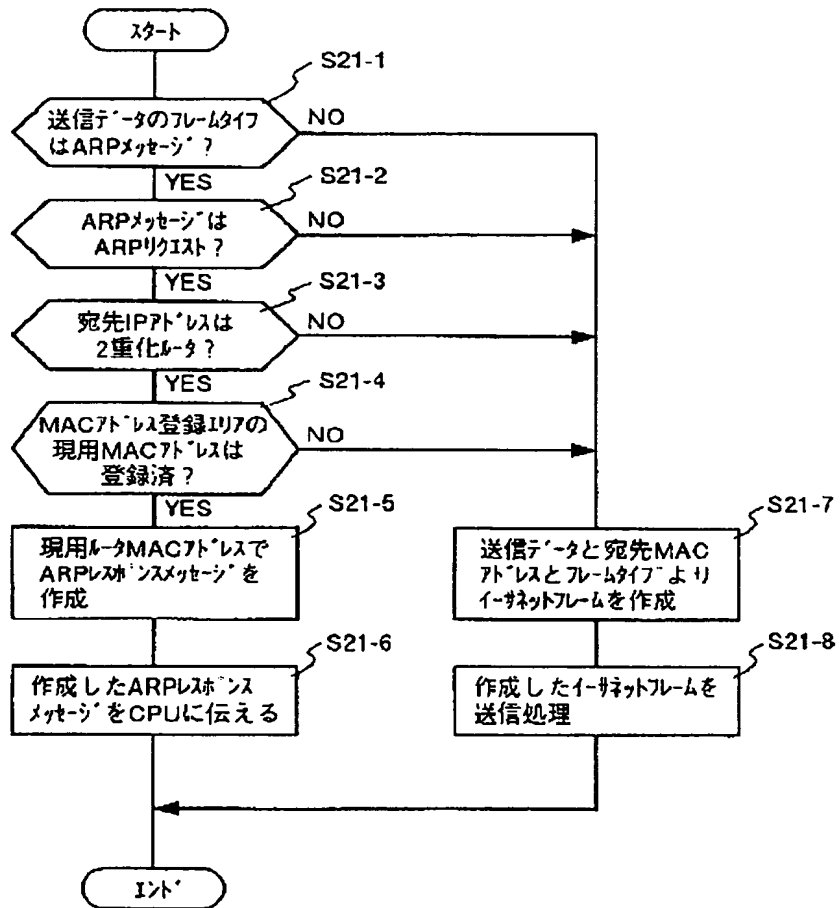 スタート
S21-1
送信データのフレームタイプ
はARPメッセージ?
NO
YES
S21-2
ARPメッセージは
ARPリクエスト?
NO
YES
S21-3
宛先IPアドレスは
2重化ルータ?
NO
YES
S21-4
MACアドレス登録エリアの
現用MACアドレスは
登録済?
NO
YES
S21-5
現用ルータMACアドレスで
ARPレスポンスメッセージを
作成
S21-7
送信データと宛先MAC
アドレスとフレームタイプより
イーサネットフレームを作成
S21-6
作成したARPレスポンス
メッセージをCPUに伝える
S21-8
作成したイーサネットフレームを
送信処理
エンド